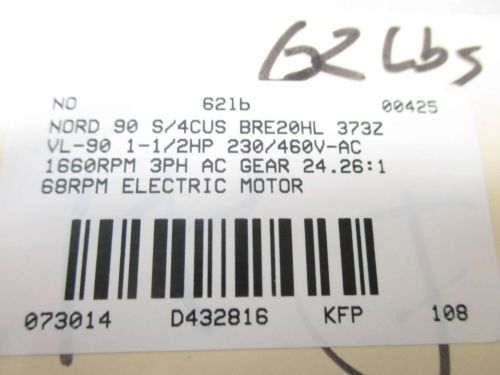 62 Lbs
NO 62lb 00425
NORD 90 S/4CUS BRE20HL 373Z
VL-90 1-1/2HP 230/460V-AC
1660RPM 3PH AC GEAR 24.26:1
68RPM ELECTRIC MOTOR
073014 D432816 KFP 108